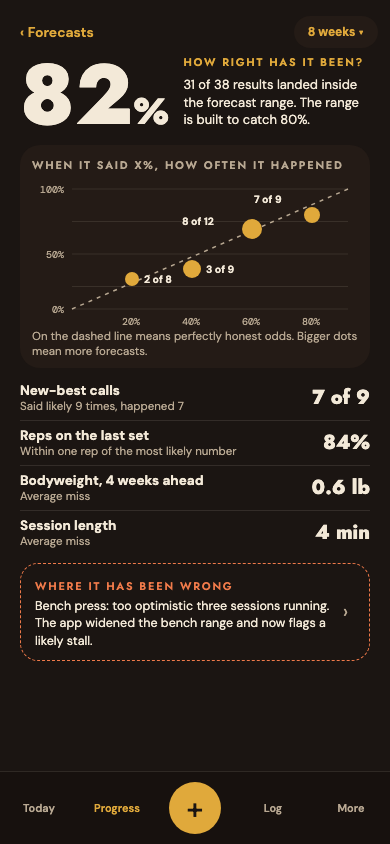 ‹ Forecasts
8 weeks ▾
82%
HOW RIGHT HAS IT BEEN?
31 of 38 results landed inside
the forecast range. The range
is built to catch 80%.
WHEN IT SAID X%, HOW OFTEN IT HAPPENED
100%
7 of 9
8 of 12
50%
3 of 9
2 of 8
0%
20% 40% 60% 80%
On the dashed line means perfectly honest odds. Bigger dots
mean more forecasts.
New-best calls
Said likely 9 times, happened 7
7 of 9
Reps on the last set
Within one rep of the most likely number
84%
Bodyweight, 4 weeks ahead
Average miss
0.6 lb
Session length
Average miss
4 min
WHERE IT HAS BEEN WRONG
Bench press: too optimistic three sessions running.
The app widened the bench range and now flags a
likely stall.
›
Today
Progress
+
Log
More